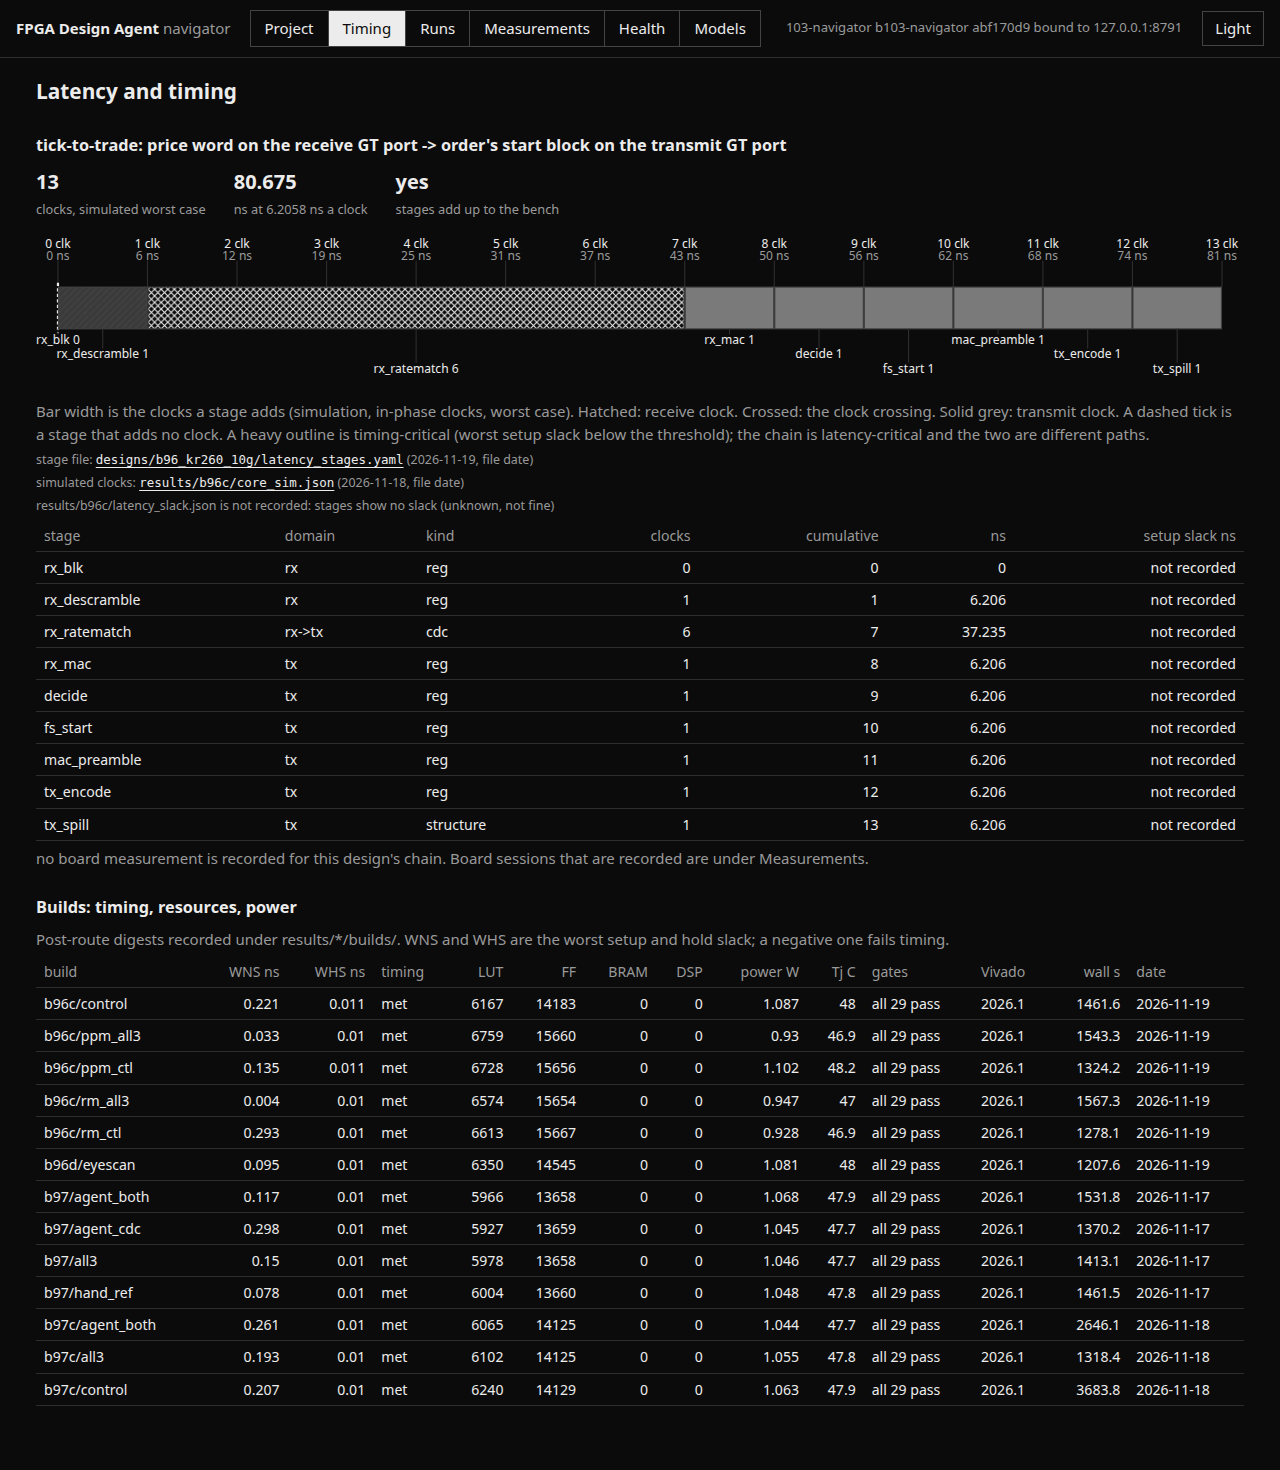 FPGA Design Agent navigator Project Timing Runs Measurements Health Models 103-navigator b103-navigator abf170d9 bound to 127.0.0.1:8791 Light
Latency and timing
tick-to-trade: price word on the receive GT port -> order's start block on the transmit GT port
13 80.675 yes
clocks, simulated worst case ns at 6.2058 ns a clock stages add up to the bench
0 clk 1 clk 2 clk 3 clk 4 clk 5 clk 6 clk 7 clk 8 clk 9 clk 10 clk 11 clk 12 clk 13 clk
0 ns 6 ns 12 ns 19 ns 25 ns 31 ns 37 ns 43 ns 50 ns 56 ns 62 ns 68 ns 74 ns 81 ns
rx_blk 0 rx_mac 1 mac_preamble 1
rx_descramble 1 decide 1 tx_encode 1
rx_ratematch 6 fs_start 1 tx_spill 1
Bar width is the clocks a stage adds (simulation, in-phase clocks, worst case). Hatched: receive clock. Crossed: the clock crossing. Solid grey: transmit clock. A dashed tick is
a stage that adds no clock. A heavy outline is timing-critical (worst setup slack below the threshold); the chain is latency-critical and the two are different paths.
stage file: designs/b96_kr260_10g/latency_stages.yaml (2026-11-19, file date)
simulated clocks: results/b96c/core_sim.json (2026-11-18, file date)
results/b96c/latency_slack.json is not recorded: stages show no slack (unknown, not fine)
stage domain kind clocks cumulative ns setup slack ns
rx_blk rx reg 0 0 0 not recorded
rx_descramble rx reg 1 1 6.206 not recorded
rx_ratematch rx->tx cdc 6 7 37.235 not recorded
rx_mac tx reg 1 8 6.206 not recorded
decide tx reg 1 9 6.206 not recorded
fs_start tx reg 1 10 6.206 not recorded
mac_preamble tx reg 1 11 6.206 not recorded
tx_encode tx reg 1 12 6.206 not recorded
tx_spill tx structure 1 13 6.206 not recorded
no board measurement is recorded for this design's chain. Board sessions that are recorded are under Measurements.
Builds: timing, resources, power
Post-route digests recorded under results/*/builds/. WNS and WHS are the worst setup and hold slack; a negative one fails timing.
build WNS ns WHS ns timing LUT FF BRAM DSP power W Tj C gates Vivado wall s date
b96c/control 0.221 0.011 met 6167 14183 0 0 1.087 48 all 29 pass 2026.1 1461.6 2026-11-19
b96c/ppm_all3 0.033 0.01 met 6759 15660 0 0 0.93 46.9 all 29 pass 2026.1 1543.3 2026-11-19
b96c/ppm_ctl 0.135 0.011 met 6728 15656 0 0 1.102 48.2 all 29 pass 2026.1 1324.2 2026-11-19
b96c/rm_all3 0.004 0.01 met 6574 15654 0 0 0.947 47 all 29 pass 2026.1 1567.3 2026-11-19
b96c/rm_ctl 0.293 0.01 met 6613 15667 0 0 0.928 46.9 all 29 pass 2026.1 1278.1 2026-11-19
b96d/eyescan 0.095 0.01 met 6350 14545 0 0 1.081 48 all 29 pass 2026.1 1207.6 2026-11-19
b97/agent_both 0.117 0.01 met 5966 13658 0 0 1.068 47.9 all 29 pass 2026.1 1531.8 2026-11-17
b97/agent_cdc 0.298 0.01 met 5927 13659 0 0 1.045 47.7 all 29 pass 2026.1 1370.2 2026-11-17
b97/all3 0.15 0.01 met 5978 13658 0 0 1.046 47.7 all 29 pass 2026.1 1413.1 2026-11-17
b97/hand_ref 0.078 0.01 met 6004 13660 0 0 1.048 47.8 all 29 pass 2026.1 1461.5 2026-11-17
b97c/agent_both 0.261 0.01 met 6065 14125 0 0 1.044 47.7 all 29 pass 2026.1 2646.1 2026-11-18
b97c/all3 0.193 0.01 met 6102 14125 0 0 1.055 47.8 all 29 pass 2026.1 1318.4 2026-11-18
b97c/control 0.207 0.01 met 6240 14129 0 0 1.063 47.9 all 29 pass 2026.1 3683.8 2026-11-18